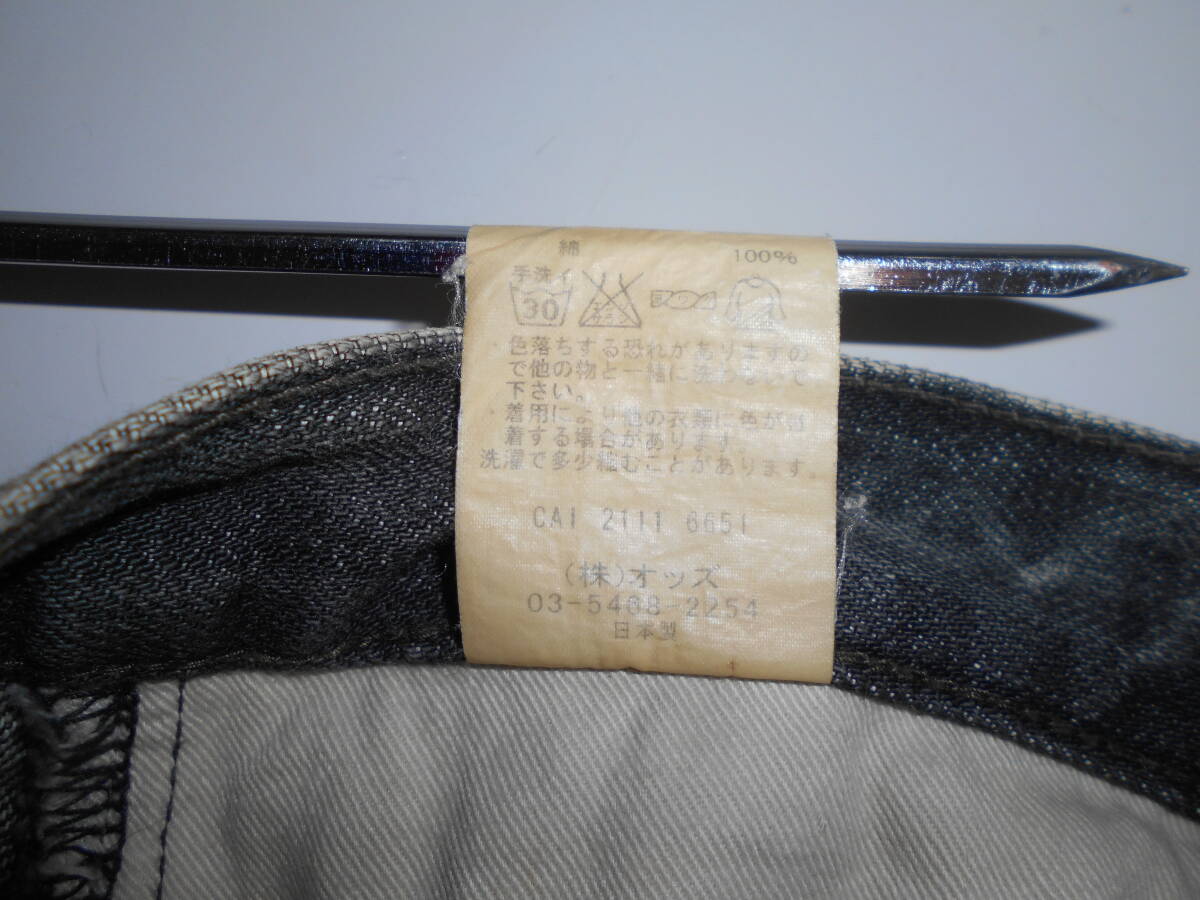 綿 100%
手洗イ
30
・色落ちする恐れがありますの
で他の物と一緒に洗わないで
下さい。
・着用により他の衣類に色が付
着する場合があります
洗濯で多少縮むことがあります。
CAI 2111 6651
(株)オッズ
03-5468-2254
日本製